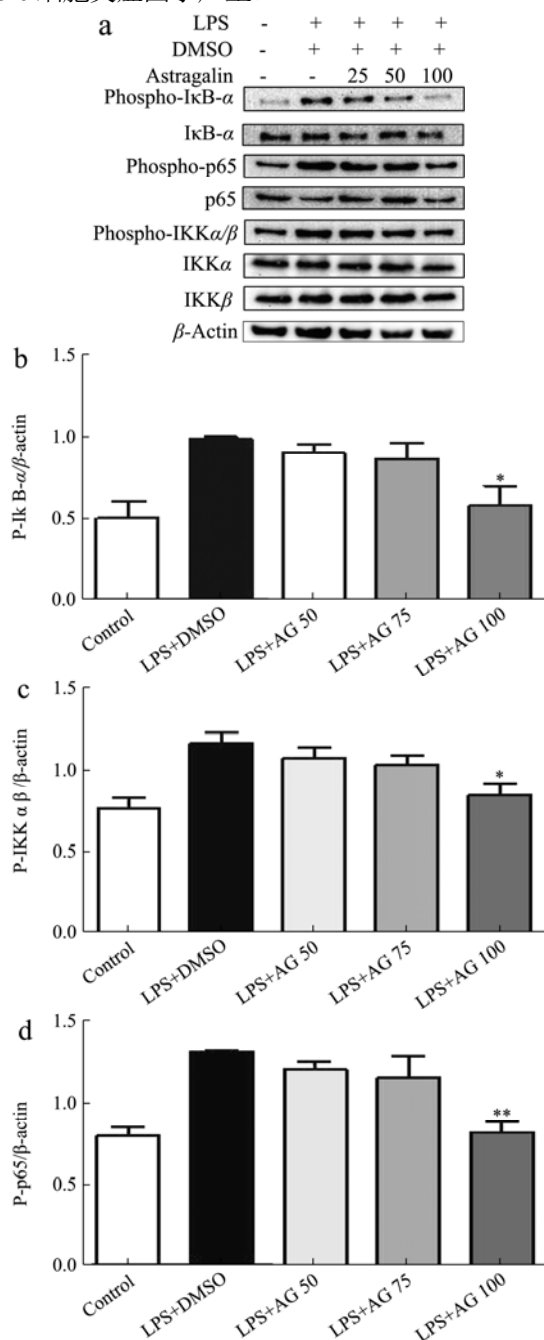 a
LPS - + + + +
DMSO - + + + +
Astragalin - - 25 50 100
Phospho-IκB-α
IκB-α
Phospho-p65
p65
Phospho-IKKα/β
IKKα
IKKβ
β-Actin
b
P-Ik B-α/β-actin
1.5
1.0
0.5
0.0
*
Control LPS+DMSO LPS+AG 50 LPS+AG 75 LPS+AG 100
c
P-IKK α β /β-actin
1.5
1.0
0.5
0.0
*
Control LPS+DMSO LPS+AG 50 LPS+AG 75 LPS+AG 100
d
P-p65/β-actin
1.5
1.0
0.5
0.0
**
Control LPS+DMSO LPS+AG 50 LPS+AG 75 LPS+AG 100